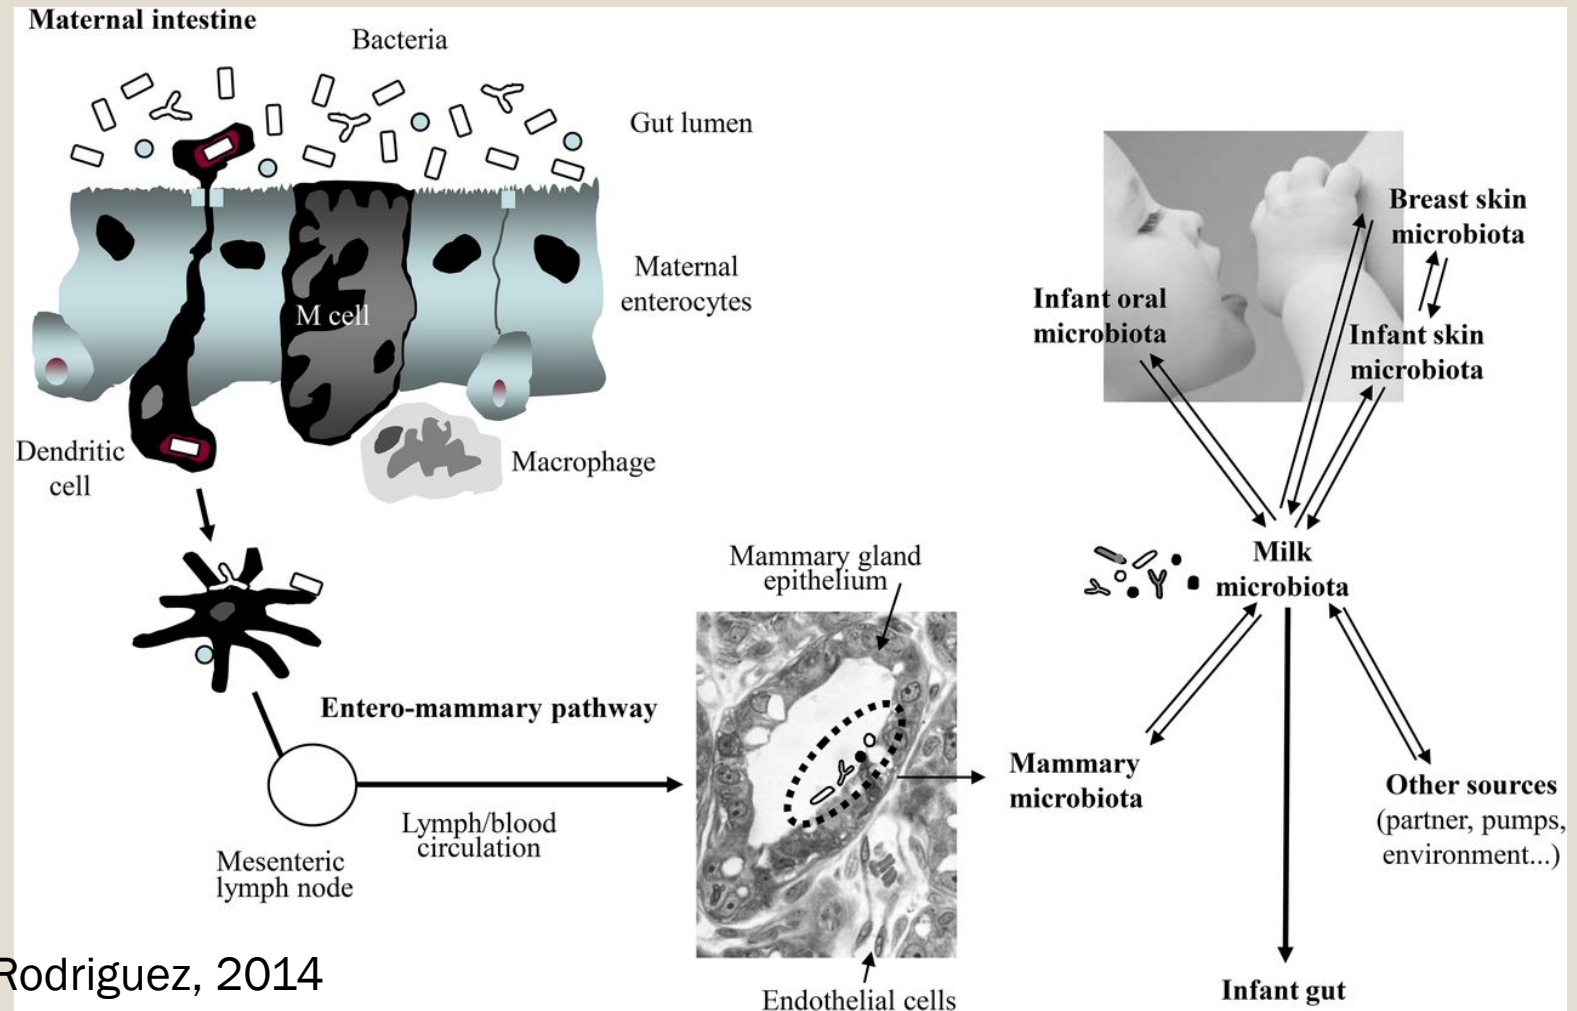 Maternal intestine
Bacteria
Gut lumen
Maternal
enterocytes
M cell
Dendritic
cell
Macrophage
Entero-mammary pathway
Mesenteric
lymph node
Lymph/blood
circulation
Mammary gland
epithelium
Endothelial cells
Breast skin
microbiota
Infant oral
microbiota
Infant skin
microbiota
Milk
microbiota
Mammary
microbiota
Other sources
(partner, pumps,
environment...)
Infant gut
Rodriguez, 2014